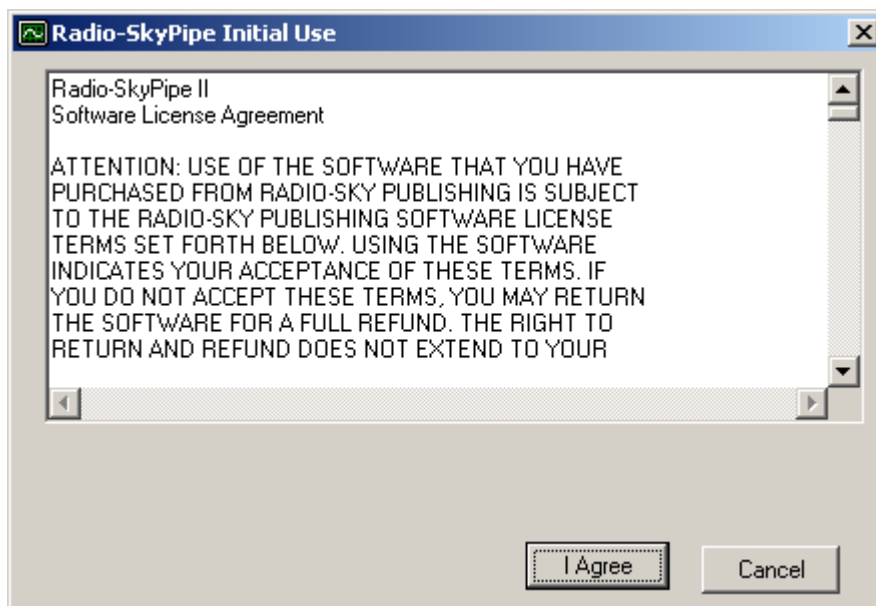 Radio-SkyPipe Initial Use
Radio-SkyPipe II
Software License Agreement
ATTENTION: USE OF THE SOFTWARE THAT YOU HAVE
PURCHASED FROM RADIO-SKY PUBLISHING IS SUBJECT
TO THE RADIO-SKY PUBLISHING SOFTWARE LICENSE
TERMS SET FORTH BELOW. USING THE SOFTWARE
INDICATES YOUR ACCEPTANCE OF THESE TERMS. IF
YOU DO NOT ACCEPT THESE TERMS, YOU MAY RETURN
THE SOFTWARE FOR A FULL REFUND. THE RIGHT TO
RETURN AND REFUND DOES NOT EXTEND TO YOUR
I Agree
Cancel